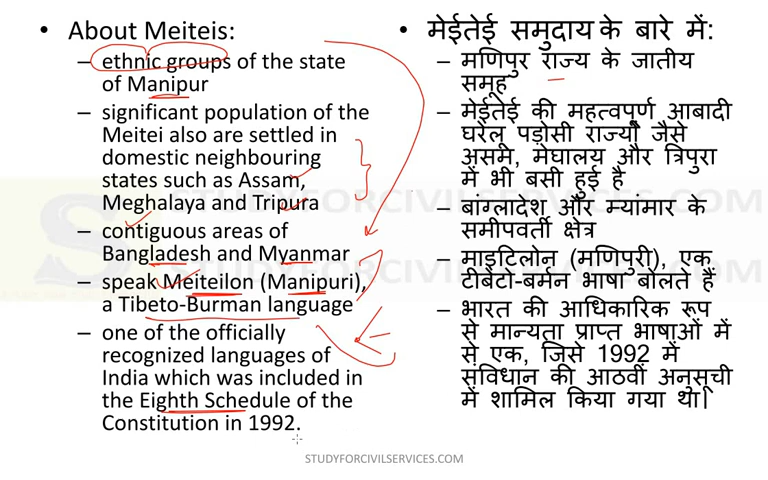 • About Meiteis:
– ethnic groups of the state
of Manipur
– significant population of the
Meitei also are settled in
domestic neighbouring
states such as Assam,
Meghalaya and Tripura
– contiguous areas of
Bangladesh and Myanmar
– speak Meiteilon (Manipuri),
a Tibeto-Burman language
– one of the officially
recognized languages of
India which was included in
the Eighth Schedule of the
Constitution in 1992.
• मेईतेई समुदाय के बारे में:
– मणिपुर राज्य के जातीय
समूह
– मेईतेई की महत्वपूर्ण आबादी
घरेलू पड़ोसी राज्यों जैसे
असम, मेघालय और त्रिपुरा
में भी बसी हुई है
– बांग्लादेश और म्यांमार के
समीपवर्ती क्षेत्र
– माइटिलोन (मणिपुरी), एक
टीबेटो-बर्मन भाषा बोलते हैं
– भारत की आधिकारिक रूप
से मान्यता प्राप्त भाषाओं में
से एक, जिसे 1992 में
संविधान की आठवीं अनुसूची
में शामिल किया गया था|
STUDYFORCIVILSERVICES.COM